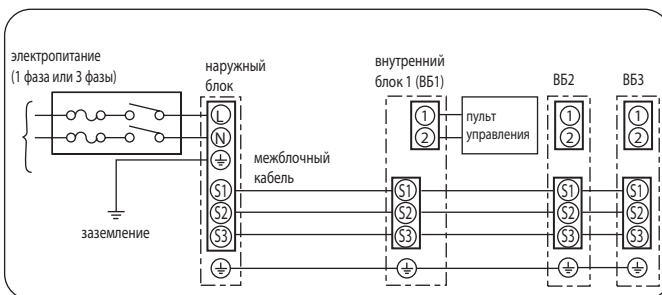 электропитание
(1 фаза или 3 фазы)
наружный
блок
внутренний
блок 1 (ВБ1)
ВБ2
ВБ3
L
N
1
2
пульт
управления
1
2
1
2
межблочный
кабель
заземление
S1
S2
S3
S1
S2
S3
S1
S2
S3
S1
S2
S3